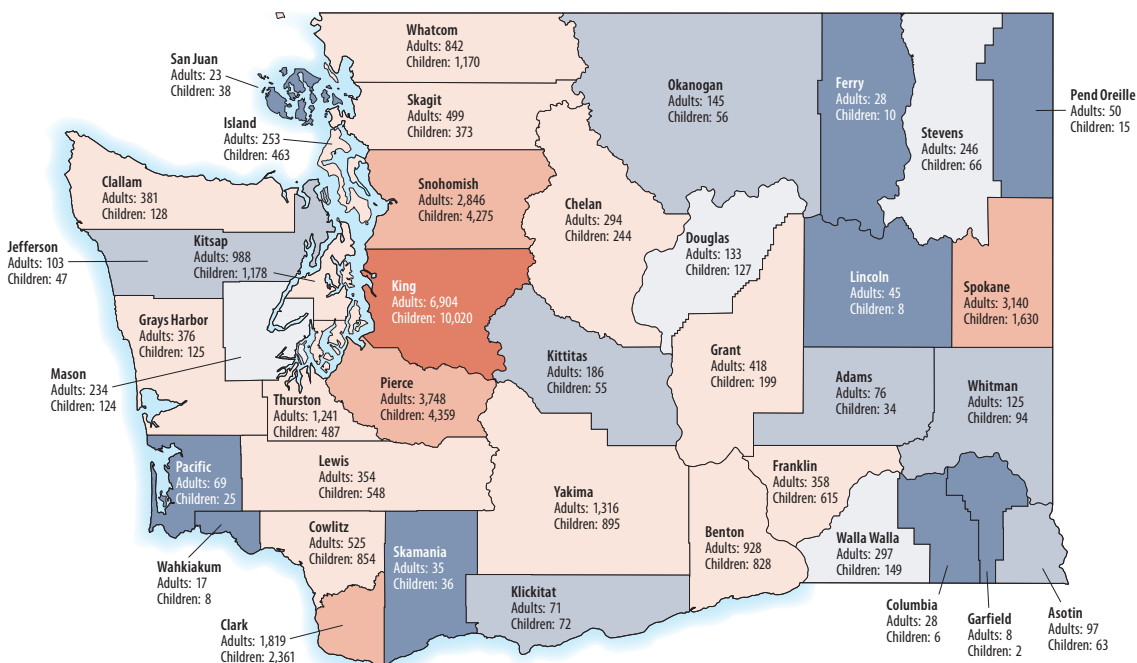 Whatcom
Adults: 842
Children: 1,170
San Juan
Adults: 23
Children: 38
Skagit
Adults: 499
Children: 373
Island
Adults: 253
Children: 463
Okanogan
Adults: 145
Children: 56
Ferry
Adults: 28
Children: 10
Stevens
Adults: 246
Children: 66
Pend Oreille
Adults: 50
Children: 15
Clallam
Adults: 381
Children: 128
Snohomish
Adults: 2,846
Children: 4,275
Chelan
Adults: 294
Children: 244
Jefferson
Adults: 103
Children: 47
Kitsap
Adults: 988
Children: 1,178
Douglas
Adults: 133
Children: 127
King
Adults: 6,904
Children: 10,020
Lincoln
Adults: 45
Children: 8
Spokane
Adults: 3,140
Children: 1,630
Grays Harbor
Adults: 376
Children: 125
Mason
Adults: 234
Children: 124
Kittitas
Adults: 186
Children: 55
Grant
Adults: 418
Children: 199
Adams
Adults: 76
Children: 34
Whitman
Adults: 125
Children: 94
Thurston
Adults: 1,241
Children: 487
Pierce
Adults: 3,748
Children: 4,359
Pacific
Adults: 69
Children: 25
Lewis
Adults: 354
Children: 548
Yakima
Adults: 1,316
Children: 895
Franklin
Adults: 358
Children: 615
Wahkiakum
Adults: 17
Children: 8
Cowlitz
Adults: 525
Children: 854
Skamania
Adults: 35
Children: 36
Benton
Adults: 928
Children: 828
Walla Walla
Adults: 297
Children: 149
Clark
Adults: 1,819
Children: 2,361
Klickitat
Adults: 71
Children: 72
Columbia
Adults: 28
Children: 6
Garfield
Adults: 8
Children: 2
Asotin
Adults: 97
Children: 63